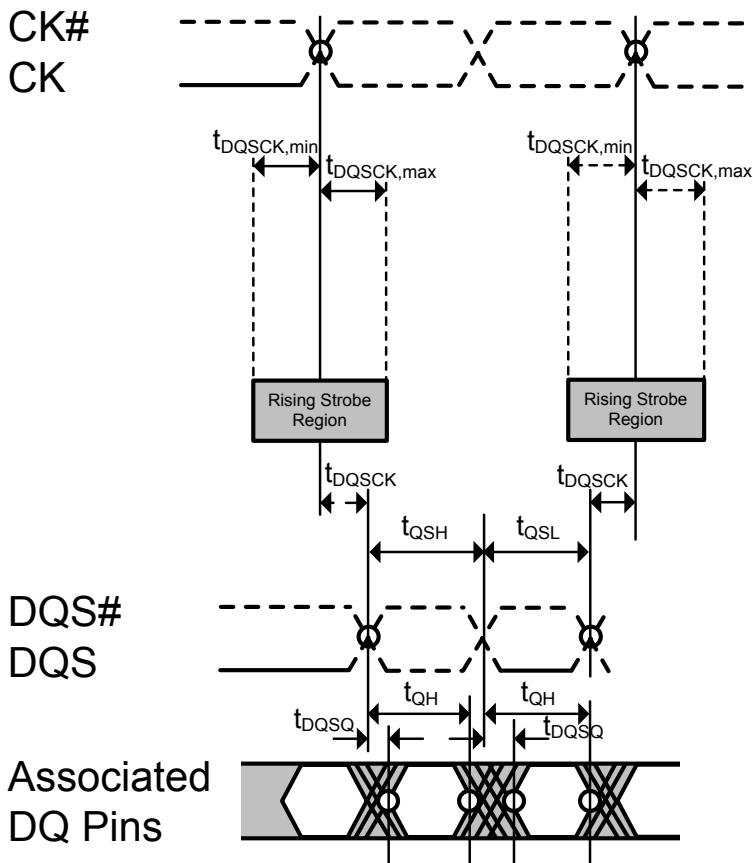 CK#
CK
tDQSCK,min
tDQSCK,min
tDQSCK,max
tDQSCK,max
Rising Strobe
Region
Rising Strobe
Region
tDQSCK
tDQSCK
tQSH
tQSL
DQS#
DQS
tQH
tQH
tDQSQ
tDQSQ
Associated
DQ Pins